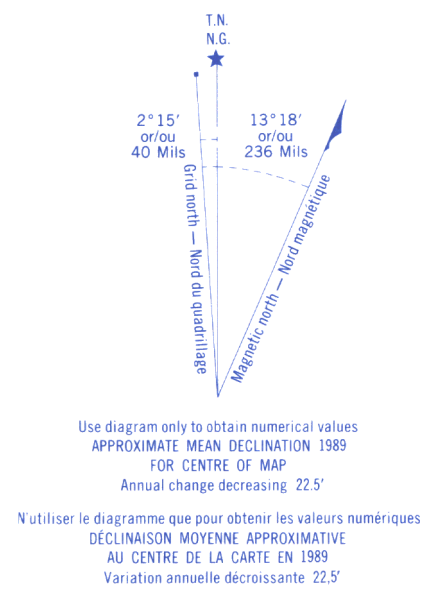 T.N.
N.G.
2°15′
or/ou
40 Mils
13°18′
or/ou
236 Mils
Grid north — Nord du quadrillage
Magnetic north — Nord magnétique
Use diagram only to obtain numerical values
APPROXIMATE MEAN DECLINATION 1989
FOR CENTRE OF MAP
Annual change decreasing 22.5′
N'utiliser le diagramme que pour obtenir les valeurs numériques
DÉCLINAISON MOYENNE APPROXIMATIVE
AU CENTRE DE LA CARTE EN 1989
Variation annuelle décroissante 22,5′